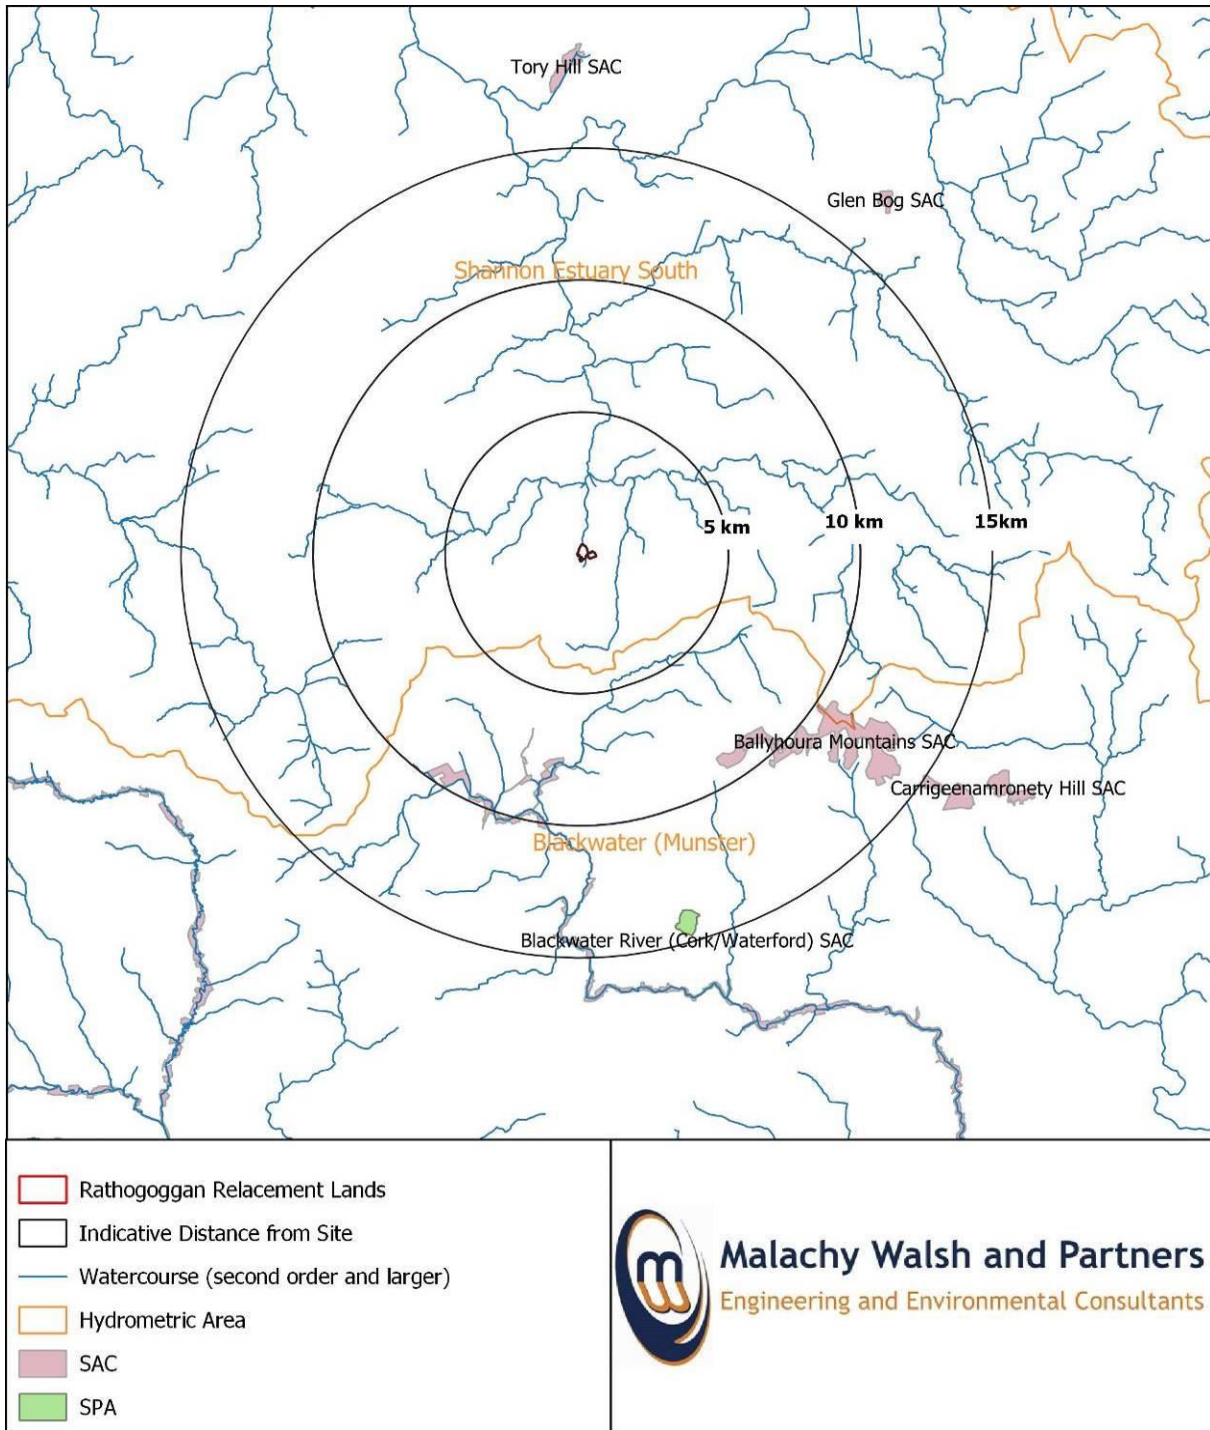 Tory Hill SAC
Glen Bog SAC
Shannon Estuary South
5 km
10 km
15km
Ballyhoura Mountains SAC
Carrigeenamronety Hill SAC
Blackwater (Munster)
Blackwater River (Cork/Waterford) SAC
Rathogoggan Relacement Lands
Indicative Distance from Site
Watercourse (second order and larger)
Hydrometric Area
SAC
SPA
Malachy Walsh and Partners
Engineering and Environmental Consultants